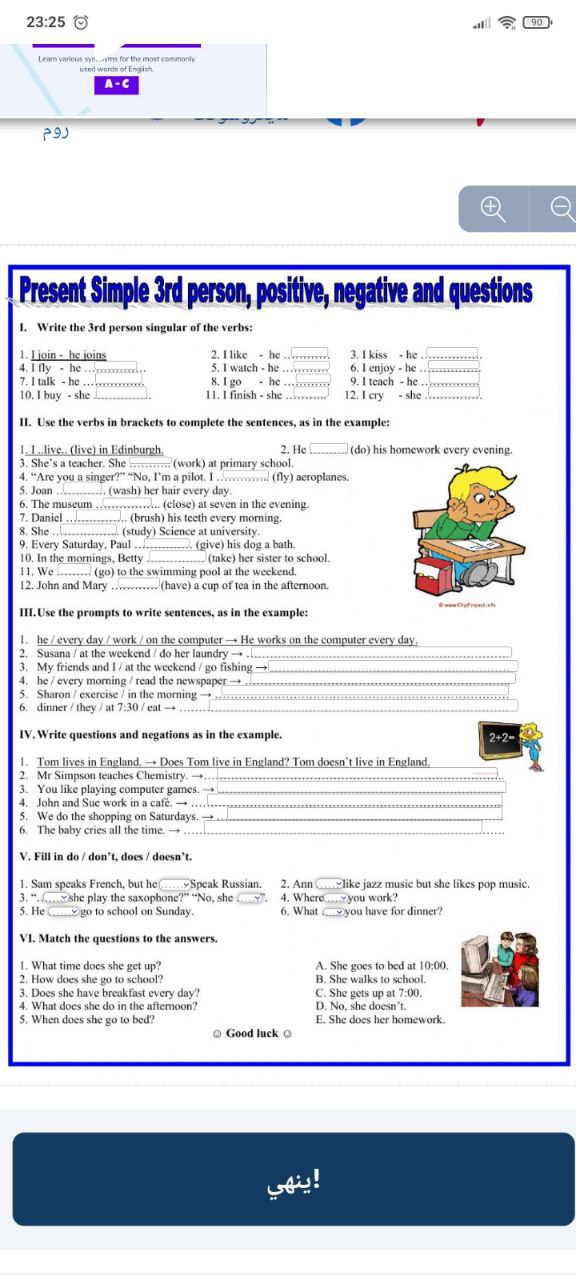 23:25
90
Learn various syn...yms for the most commonly
used words of English.
A - C
روم
Present Simple 3rd person, positive, negative and questions
I. Write the 3rd person singular of the verbs:
1. I join - he joins 2. I like - he .. 3. I kiss - he ..
4. I fly - he ... 5. I watch - he ... 6. I enjoy - he ..
7. I talk - he ... 8. I go - he ... 9. I teach - he ..
10. I buy - she .. 11. I finish - she .. 12. I cry - she .
II. Use the verbs in brackets to complete the sentences, as in the example:
1. I ..live.. (live) in Edinburgh. 2. He (do) his homework every evening.
3. She's a teacher. She (work) at primary school.
4. “Are you a singer?” “No, I'm a pilot. I .. (fly) aeroplanes.
5. Joan .. (wash) her hair every day.
6. The museum .. (close) at seven in the evening.
7. Daniel ... (brush) his teeth every morning.
8. She .. (study) Science at university.
9. Every Saturday, Paul .. (give) his dog a bath.
10. In the mornings, Betty (take) her sister to school.
11. We (go) to the swimming pool at the weekend.
12. John and Mary .. (have) a cup of tea in the afternoon.
© www.ClipProject.info
III. Use the prompts to write sentences, as in the example:
1. he / every day / work / on the computer → He works on the computer every day.
2. Susana / at the weekend / do her laundry → .
3. My friends and I / at the weekend / go fishing →
4. he / every morning / read the newspaper → ..
5. Sharon / exercise / in the morning → ...
6. dinner / they / at 7:30 / eat → .......
IV. Write questions and negations as in the example.
2+2=
1. Tom lives in England. → Does Tom live in England? Tom doesn't live in England.
2. Mr Simpson teaches Chemistry. →...
3. You like playing computer games. →
4. John and Sue work in a café. → ....
5. We do the shopping on Saturdays. → ...
6. The baby cries all the time. → ......
V. Fill in do / don't, does / doesn't.
1. Sam speaks French, but he ...... Speak Russian. 2. Ann ...... like jazz music but she likes pop music.
3. “...... she play the saxophone?” “No, she ......”. 4. Where ...... you work?
5. He ...... go to school on Sunday. 6. What ...... you have for dinner?
VI. Match the questions to the answers.
1. What time does she get up? A. She goes to bed at 10:00.
2. How does she go to school? B. She walks to school.
3. Does she have breakfast every day? C. She gets up at 7:00.
4. What does she do in the afternoon? D. No, she doesn't.
5. When does she go to bed? E. She does her homework.
☺ Good luck ☺
ينهي!